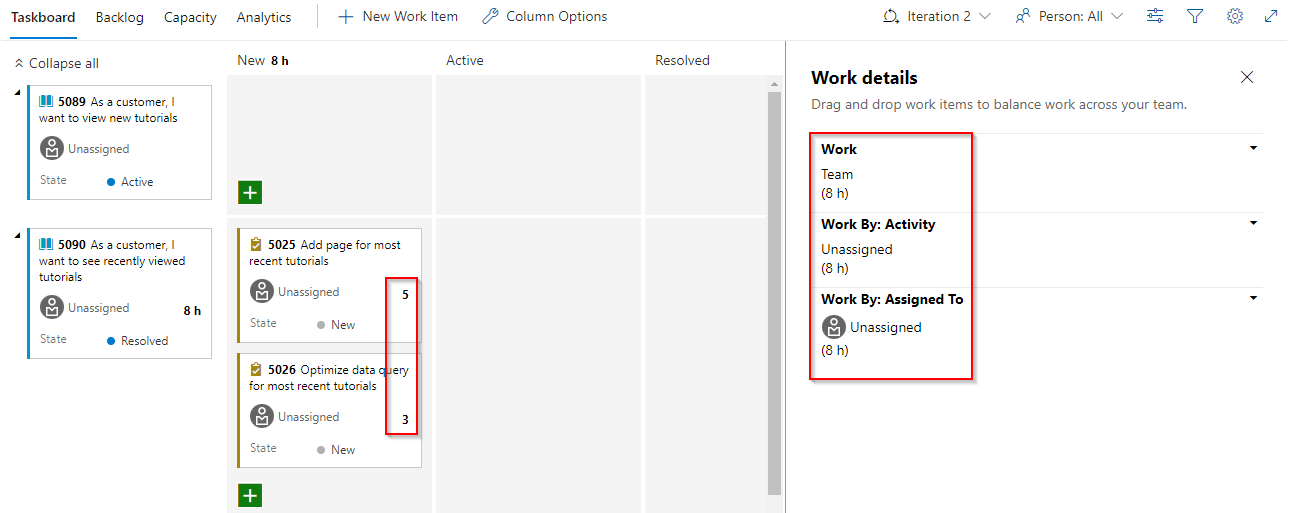 Taskboard Backlog Capacity Analytics New Work Item Column Options Iteration 2 Person: All
Collapse all
New 8 h
Active
Resolved
5089 As a customer, I
want to view new tutorials
Unassigned
State Active
5090 As a customer, I
want to see recently viewed
tutorials
Unassigned 8 h
State Resolved
5025 Add page for most
recent tutorials
Unassigned 5
State New
5026 Optimize data query
for most recent tutorials
Unassigned 3
State New
Work details
Drag and drop work items to balance work across your team.
Work
Team
(8 h)
Work By: Activity
Unassigned
(8 h)
Work By: Assigned To
Unassigned
(8 h)